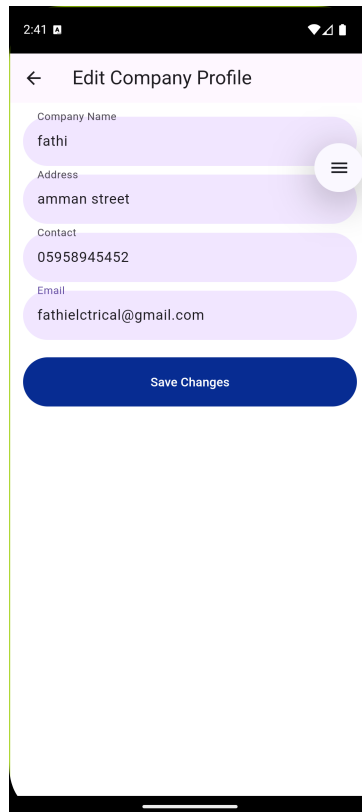 2:41 A
Edit Company Profile
Company Name
fathi
Address
amman street
Contact
05958945452
Email
fathielctrical@gmail.com
Save Changes